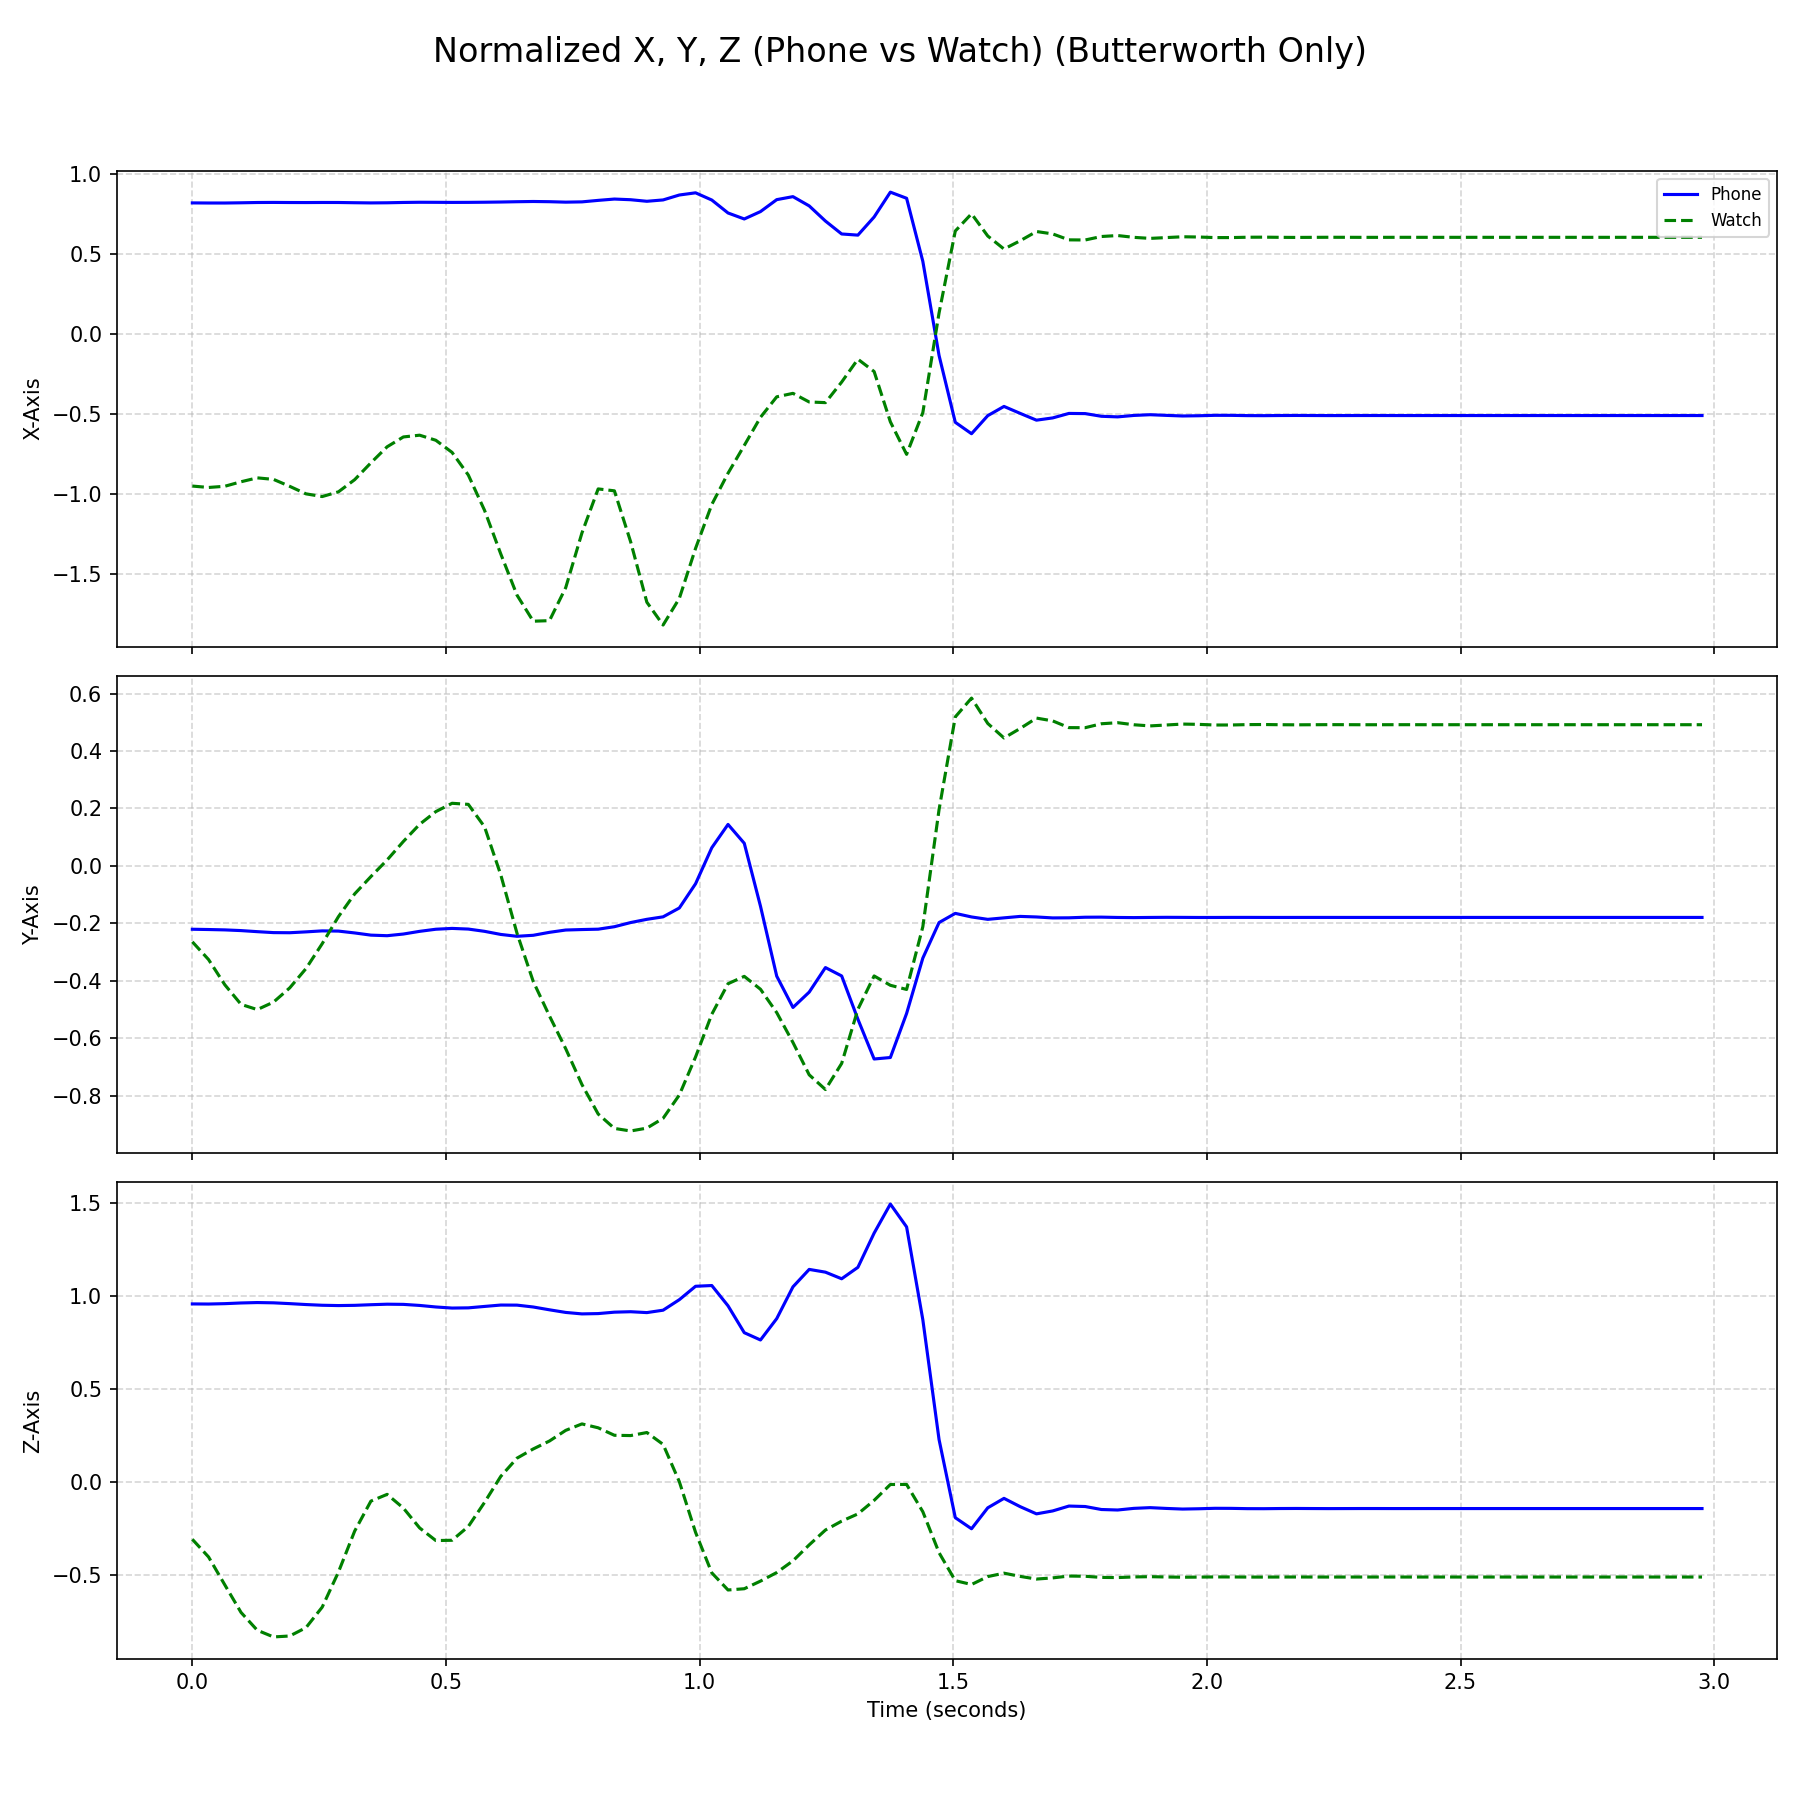 Normalized X, Y, Z (Phone vs Watch) (Butterworth Only)
1.0
0.5
0.0
−0.5
−1.0
−1.5
X-Axis
Phone
Watch
0.6
0.4
0.2
0.0
−0.2
−0.4
−0.6
−0.8
Y-Axis
1.5
1.0
0.5
0.0
−0.5
Z-Axis
0.0 0.5 1.0 1.5 2.0 2.5 3.0
Time (seconds)